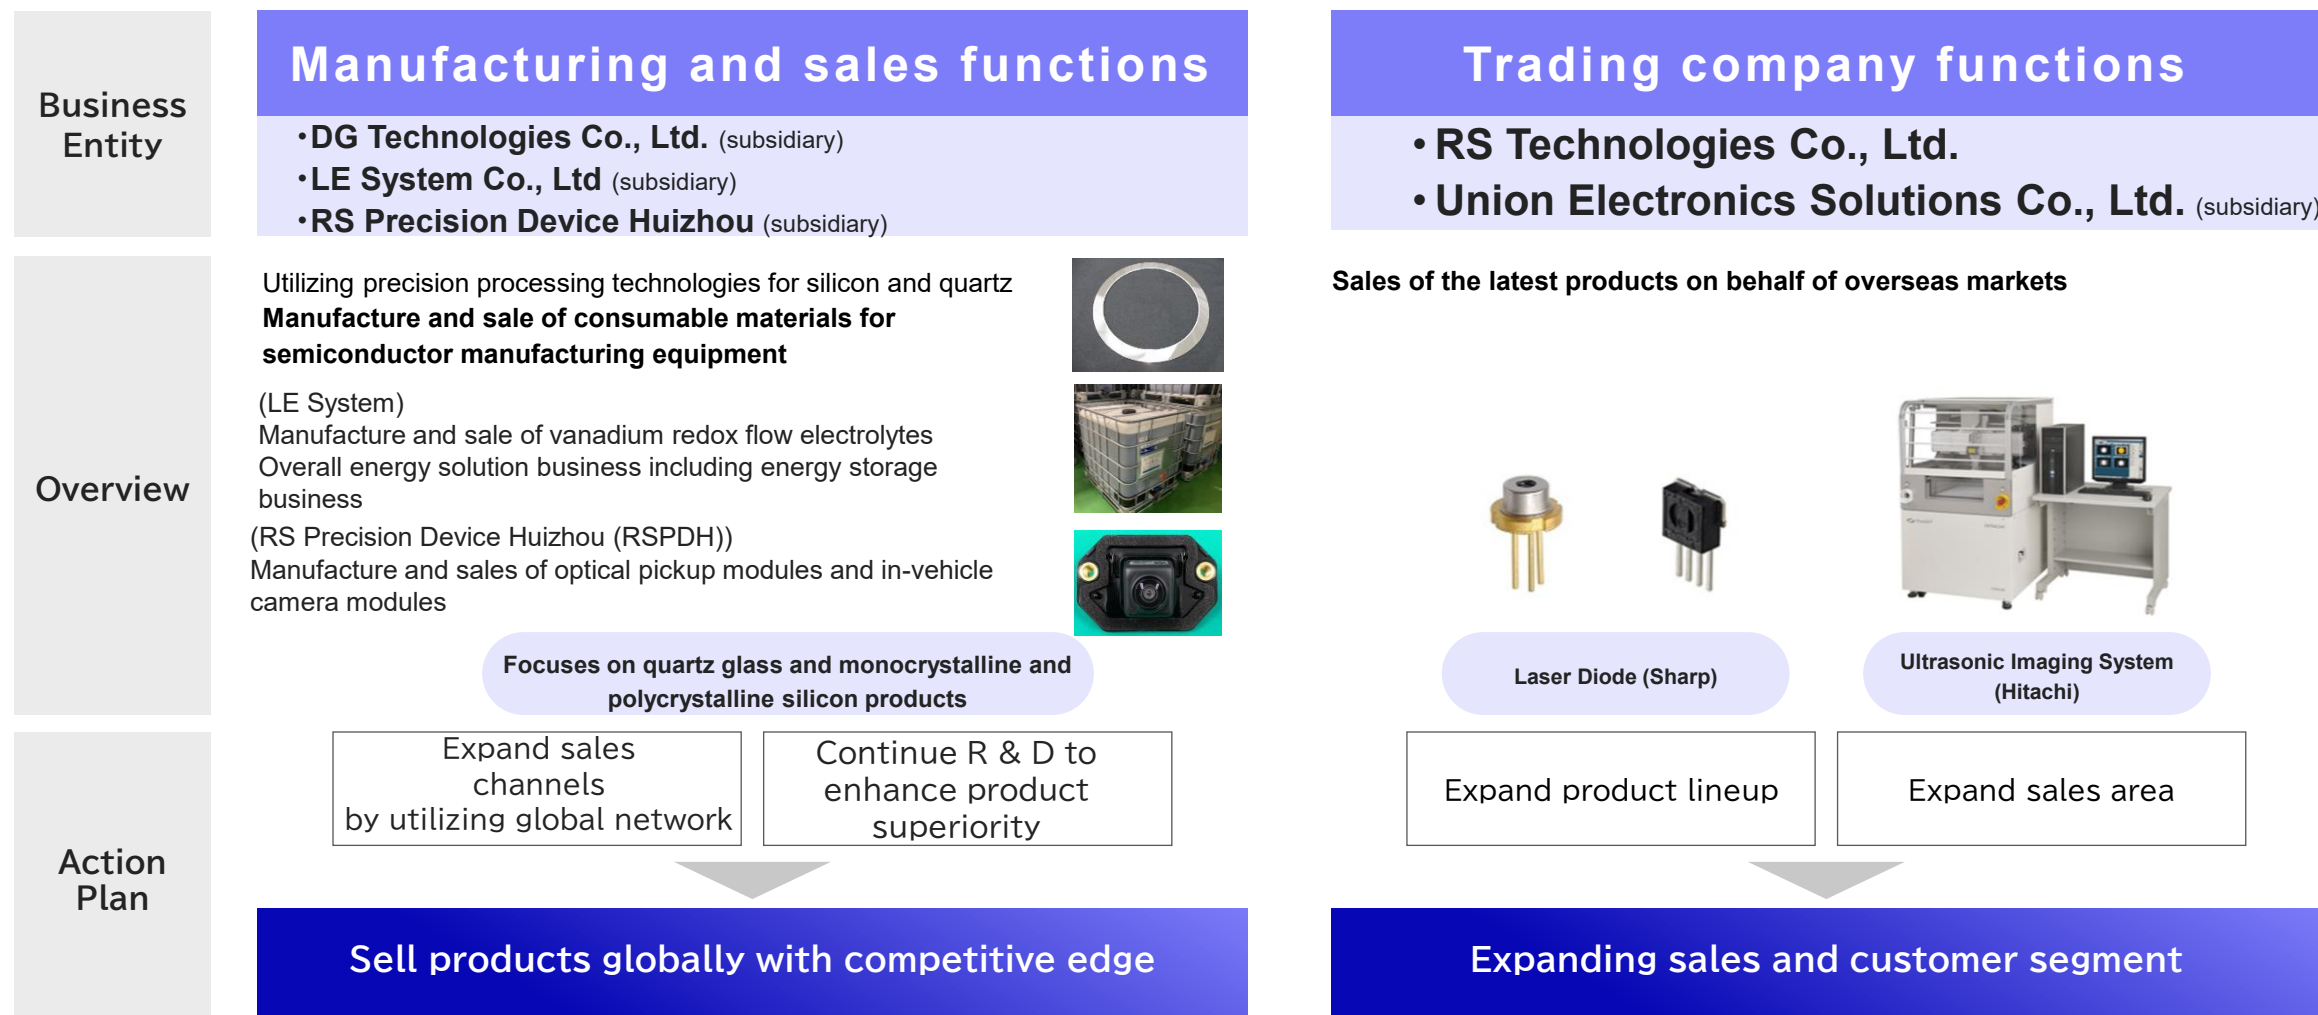 Business
Entity
Manufacturing and sales functions
・DG Technologies Co., Ltd. (subsidiary)
・LE System Co., Ltd (subsidiary)
・RS Precision Device Huizhou (subsidiary)
Trading company functions
・RS Technologies Co., Ltd.
・Union Electronics Solutions Co., Ltd. (subsidiary)
Overview
Utilizing precision processing technologies for silicon and quartz
Manufacture and sale of consumable materials for
semiconductor manufacturing equipment
(LE System)
Manufacture and sale of vanadium redox flow electrolytes
Overall energy solution business including energy storage
business
(RS Precision Device Huizhou (RSPDH))
Manufacture and sales of optical pickup modules and in-vehicle
camera modules
Focuses on quartz glass and monocrystalline and
polycrystalline silicon products
Sales of the latest products on behalf of overseas markets
Laser Diode (Sharp)
Ultrasonic Imaging System
(Hitachi)
Action
Plan
Expand sales
channels
by utilizing global network
Continue R & D to
enhance product
superiority
Sell products globally with competitive edge
Expand product lineup
Expand sales area
Expanding sales and customer segment